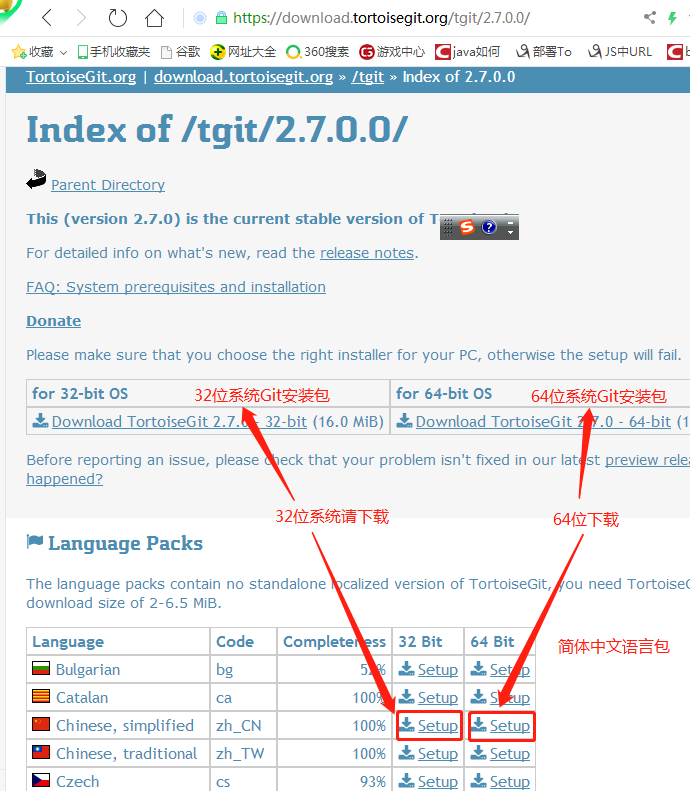 https://download.tortoisegit.org/tgit/2.7.0.0/
收藏 手机收藏夹 谷歌 网址大全 360搜索 游戏中心 java如何 部署To JS中URL
TortoiseGit.org | download.tortoisegit.org » /tgit » Index of 2.7.0.0
Index of /tgit/2.7.0.0/
Parent Directory
This (version 2.7.0) is the current stable version of
For detailed info on what's new, read the release notes.
FAQ: System prerequisites and installation
Donate
Please make sure that you choose the right installer for your PC, otherwise the setup will fail.
for 32-bit OS 32位系统Git安装包 for 64-bit OS 64位系统Git安装包
Download TortoiseGit 2.7.0 - 32-bit (16.0 MiB) Download TortoiseGit 2.7.0 - 64-bit (1
Before reporting an issue, please check that your problem isn't fixed in our latest preview relea
happened?
32位系统请下载 64位下载
Language Packs
The language packs contain no standalone localized version of TortoiseGit, you need TortoiseG
download size of 2-6.5 MiB.
Language Code Completeness 32 Bit 64 Bit
简体中文语言包
Bulgarian bg Setup Setup
Catalan ca 100% Setup Setup
Chinese, simplified zh_CN 100% Setup Setup
Chinese, traditional zh_TW 100% Setup Setup
Czech cs 93% Setup Setup